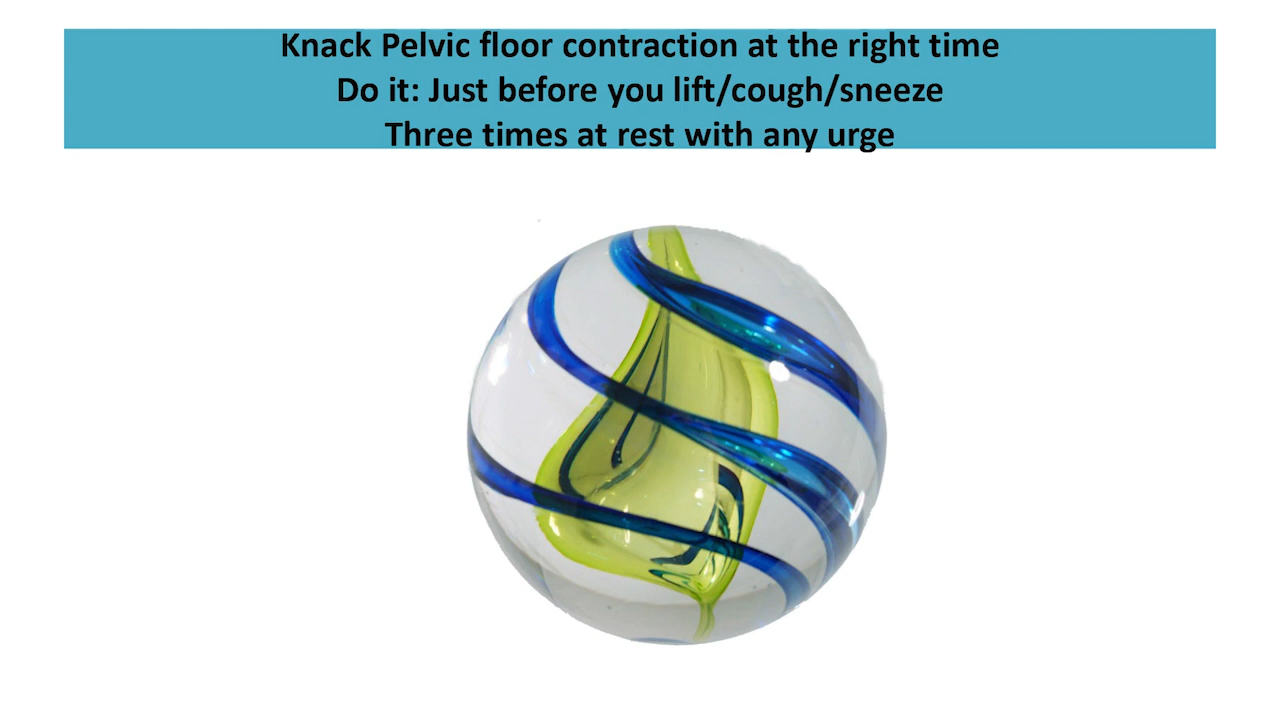 Knack Pelvic floor contraction at the right time
Do it: Just before you lift/cough/sneeze
Three times at rest with any urge